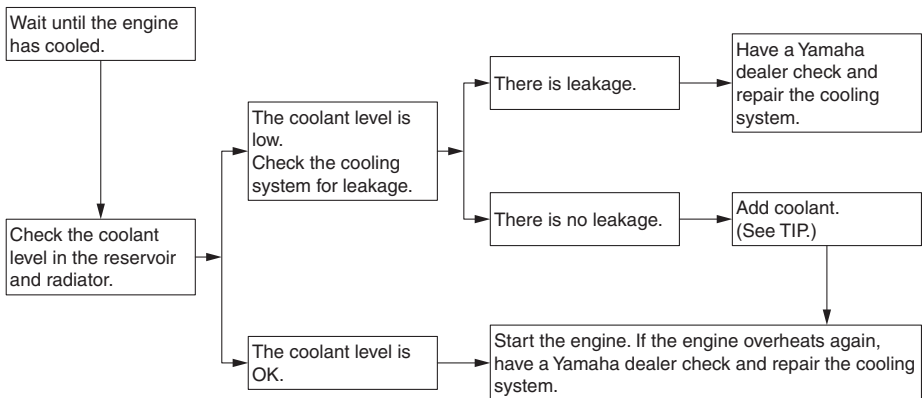 Wait until the engine
has cooled.
Check the coolant
level in the reservoir
and radiator.
The coolant level is
low.
Check the cooling
system for leakage.
There is leakage.
Have a Yamaha
dealer check and
repair the cooling
system.
There is no leakage.
Add coolant.
(See TIP.)
The coolant level is
OK.
Start the engine. If the engine overheats again,
have a Yamaha dealer check and repair the cooling
system.